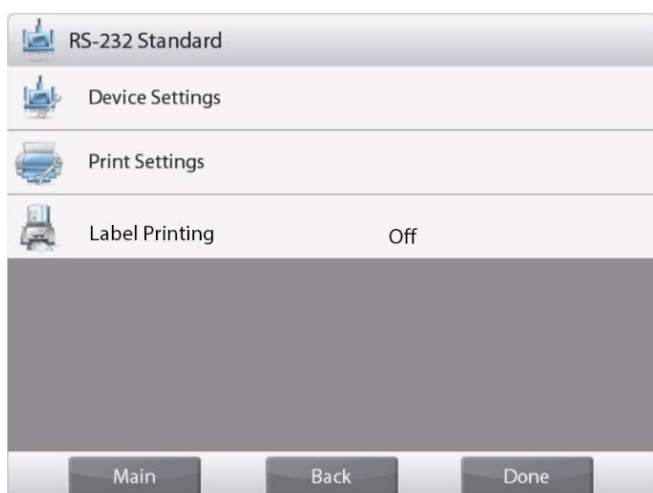 RS-232 Standard
Device Settings
Print Settings
Label Printing Off
Main Back Done